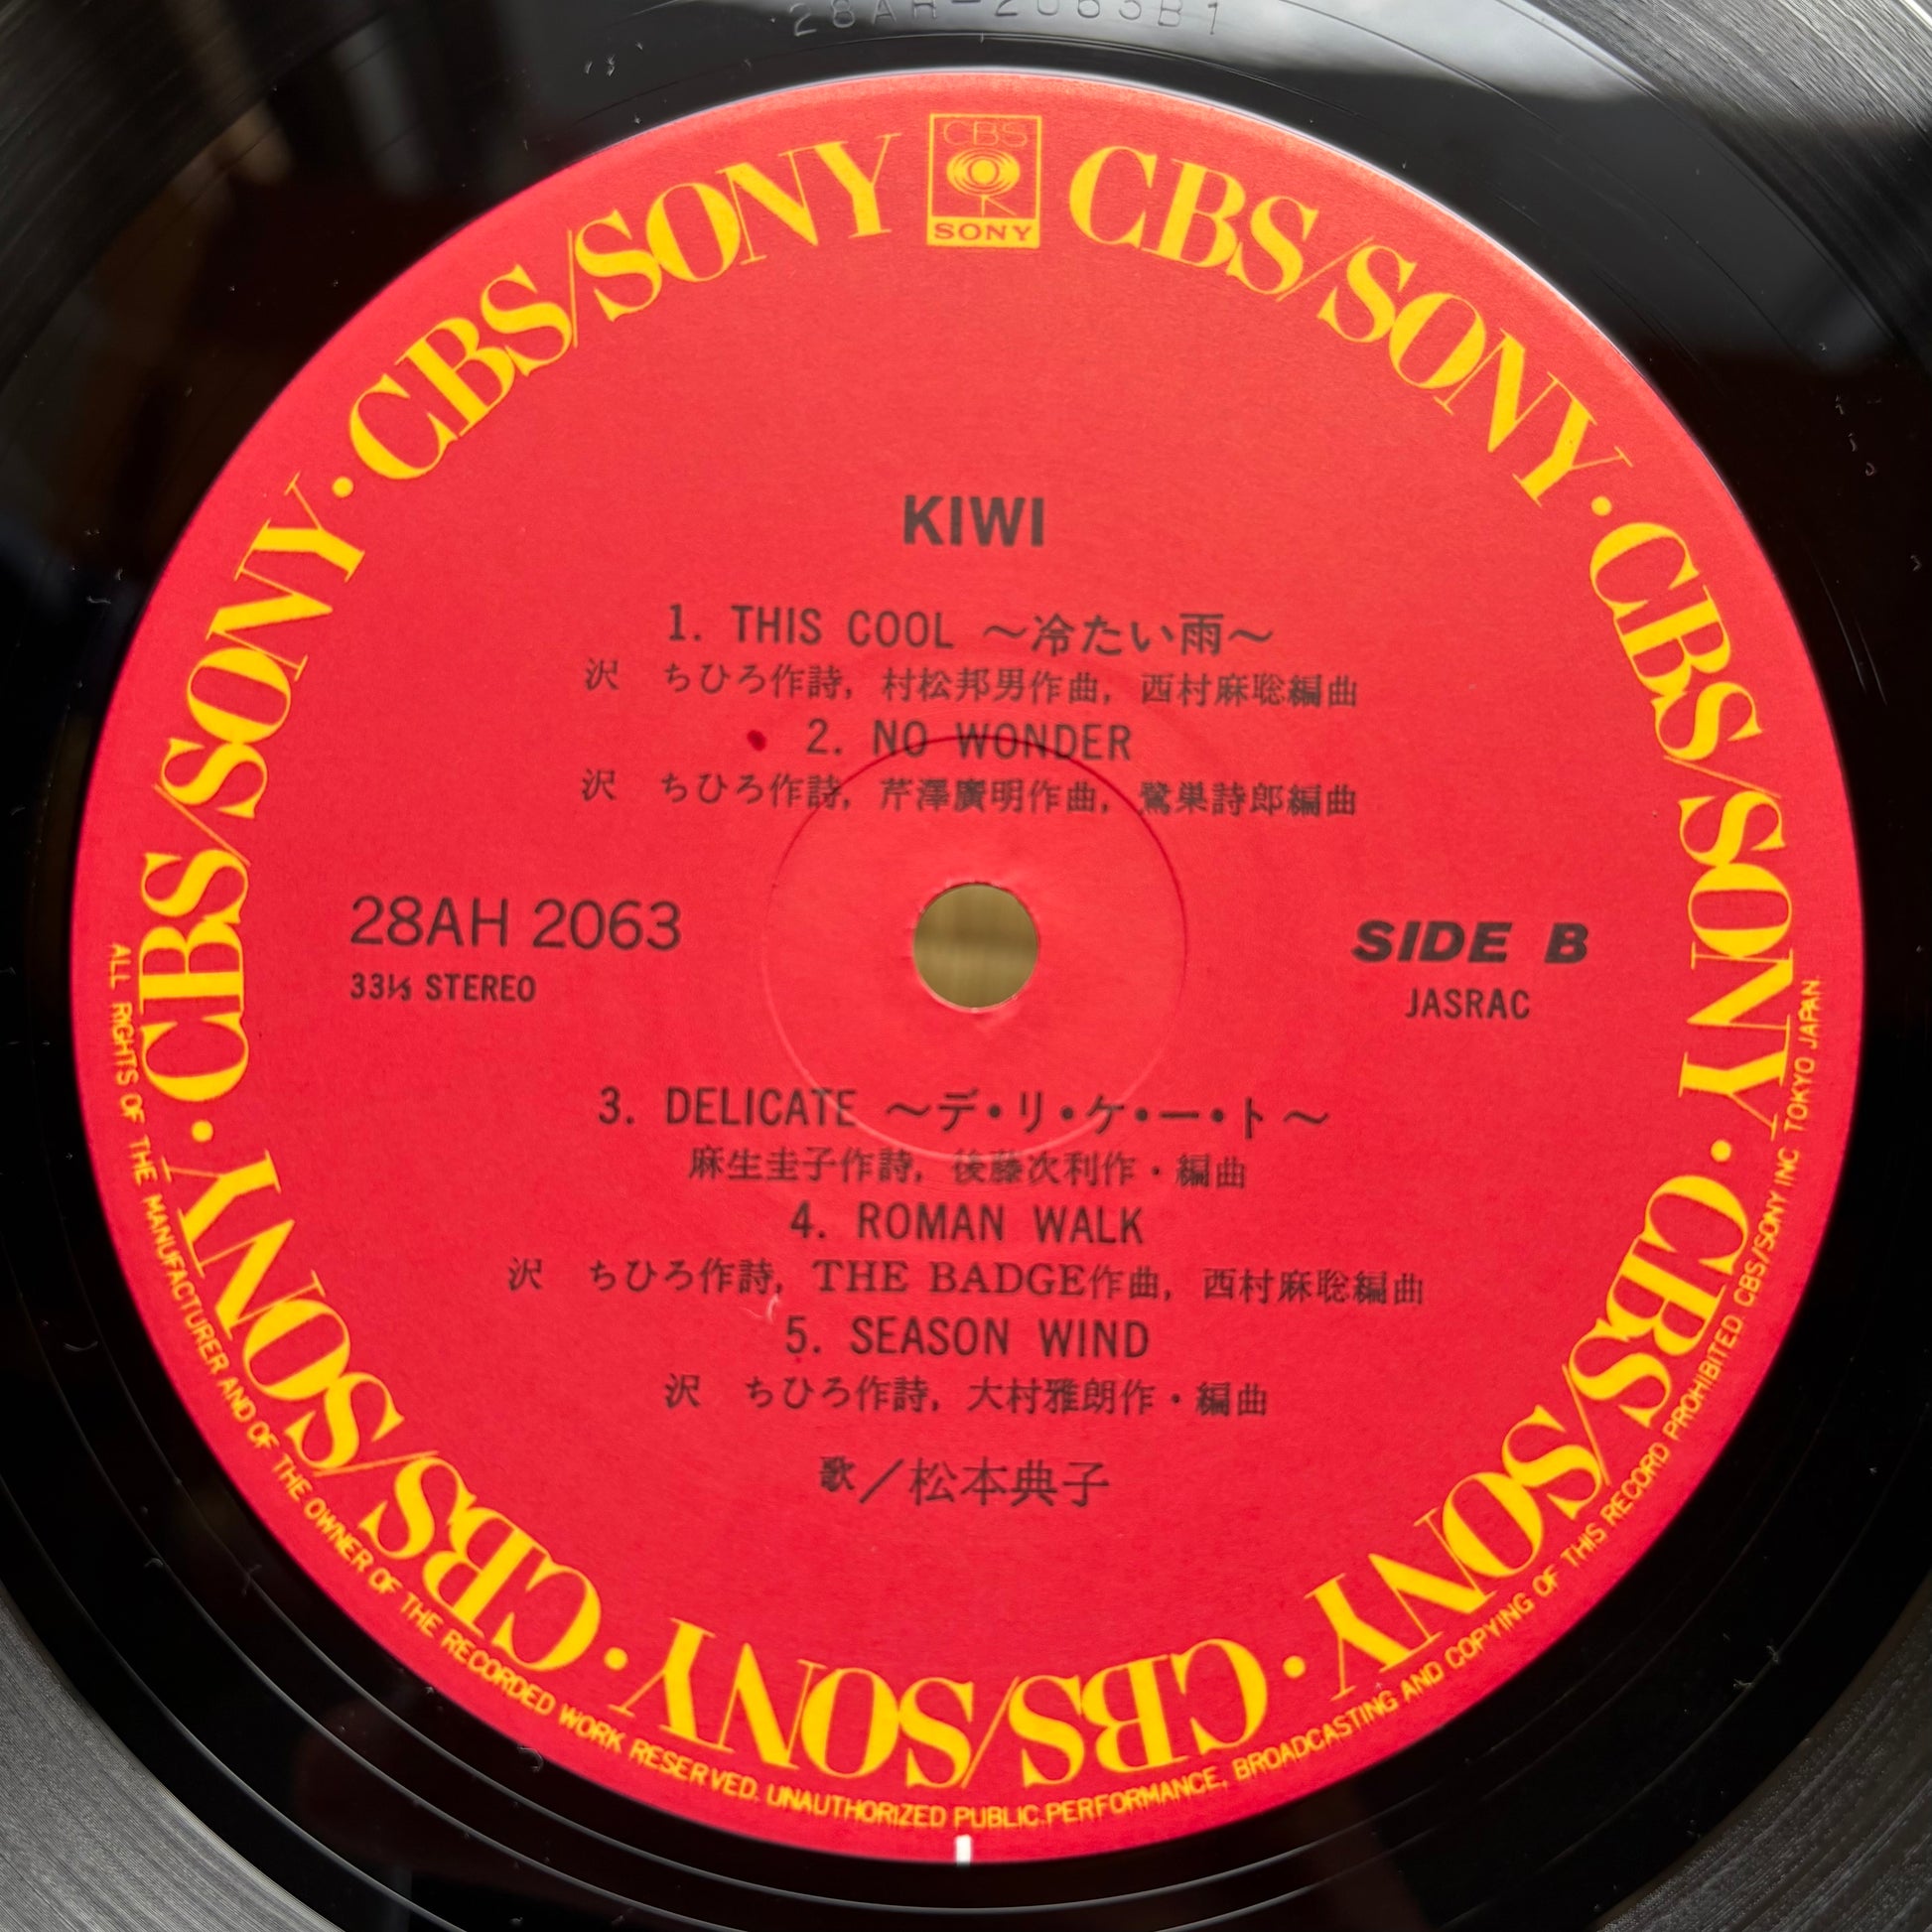 28AH-2063B1
CBS
SONY
CBS/SONY · CBS/SONY · CBS/SONY · CBS/SONY · CBS/SONY · CBS/SONY · CBS/SONY · CBS/SONY
KIWI
1. THIS COOL 〜冷たい雨〜
沢　ちひろ作詩, 村松邦男作曲, 西村麻聡編曲
2. NO WONDER
沢　ちひろ作詩, 芹澤廣明作曲, 鷺巣詩郎編曲
28AH 2063
33⅓ STEREO
SIDE B
JASRAC
3. DELICATE 〜デ・リ・ケ・ー・ト〜
麻生圭子作詩, 後藤次利作・編曲
4. ROMAN WALK
沢　ちひろ作詩, THE BADGE作曲, 西村麻聡編曲
5. SEASON WIND
沢　ちひろ作詩, 大村雅朗作・編曲
歌／松本典子
ALL RIGHTS OF THE MANUFACTURER AND OF THE OWNER OF THE RECORDED WORK RESERVED. UNAUTHORIZED PUBLIC PERFORMANCE, BROADCASTING AND COPYING OF THIS RECORD PROHIBITED. CBS/SONY INC. TOKYO JAPAN